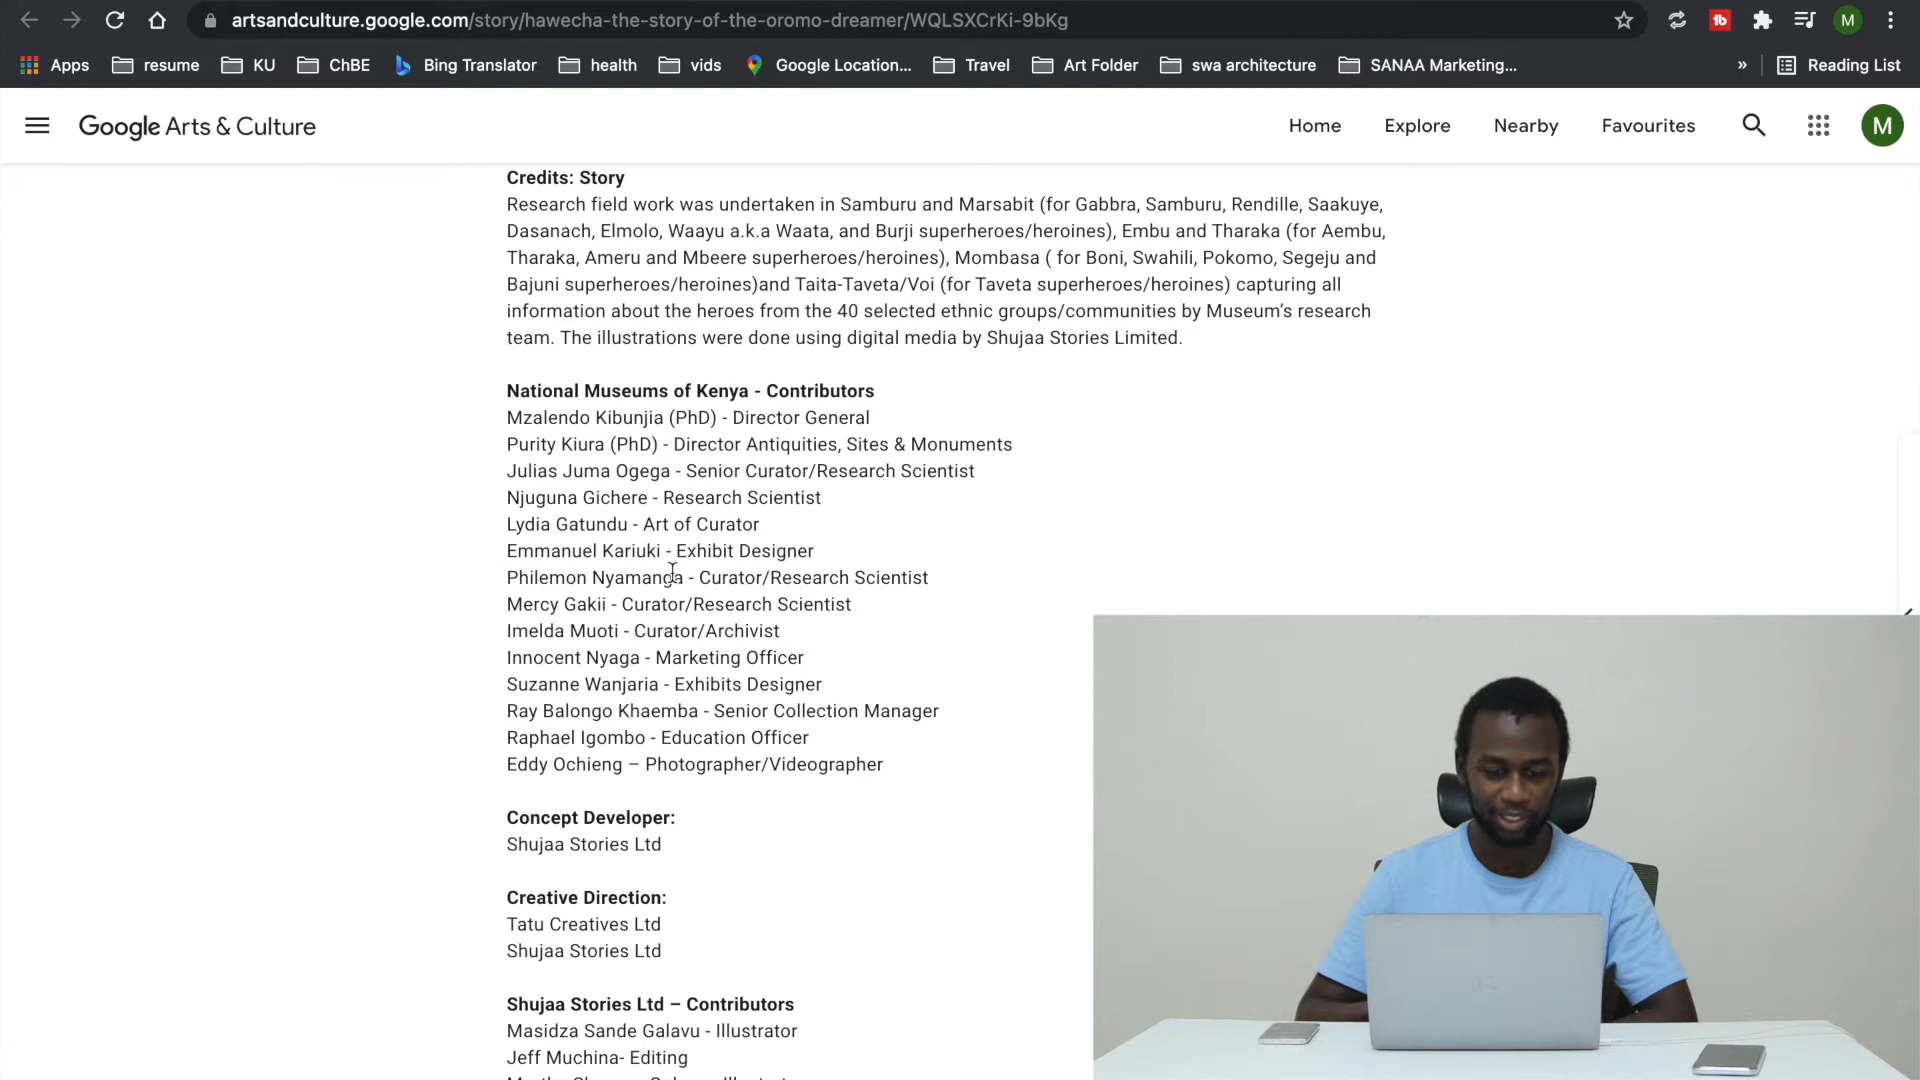 artsandculture.google.com/story/hawecha-the-story-of-the-oromo-dreamer/WQLSXCrKi-9bKg
M
Apps resume KU ChBE Bing Translator health vids Google Location... Travel Art Folder swa architecture SANAA Marketing... » Reading List
Google Arts & Culture Home Explore Nearby Favourites M
Credits: Story
Research field work was undertaken in Samburu and Marsabit (for Gabbra, Samburu, Rendille, Saakuye,
Dasanach, Elmolo, Waayu a.k.a Waata, and Burji superheroes/heroines), Embu and Tharaka (for Aembu,
Tharaka, Ameru and Mbeere superheroes/heroines), Mombasa ( for Boni, Swahili, Pokomo, Segeju and
Bajuni superheroes/heroines)and Taita-Taveta/Voi (for Taveta superheroes/heroines) capturing all
information about the heroes from the 40 selected ethnic groups/communities by Museum’s research
team. The illustrations were done using digital media by Shujaa Stories Limited.
National Museums of Kenya - Contributors
Mzalendo Kibunjia (PhD) - Director General
Purity Kiura (PhD) - Director Antiquities, Sites & Monuments
Julias Juma Ogega - Senior Curator/Research Scientist
Njuguna Gichere - Research Scientist
Lydia Gatundu - Art of Curator
Emmanuel Kariuki - Exhibit Designer
Philemon Nyamanga - Curator/Research Scientist
Mercy Gakii - Curator/Research Scientist
Imelda Muoti - Curator/Archivist
Innocent Nyaga - Marketing Officer
Suzanne Wanjaria - Exhibits Designer
Ray Balongo Khaemba - Senior Collection Manager
Raphael Igombo - Education Officer
Eddy Ochieng – Photographer/Videographer
Concept Developer:
Shujaa Stories Ltd
Creative Direction:
Tatu Creatives Ltd
Shujaa Stories Ltd
Shujaa Stories Ltd – Contributors
Masidza Sande Galavu - Illustrator
Jeff Muchina- Editing